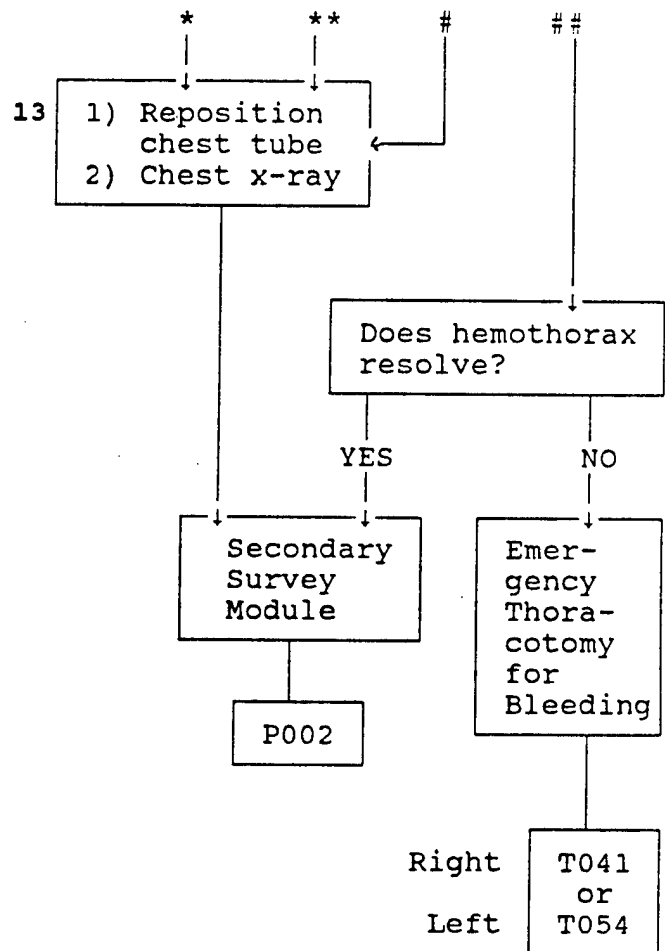 * ** # ##
13 1) Reposition
chest tube
2) Chest x-ray
Does hemothorax
resolve?
YES NO
Secondary
Survey
Module
Emer-
gency
Thora-
cotomy
for
Bleeding
P002
Right T041
or
Left T054